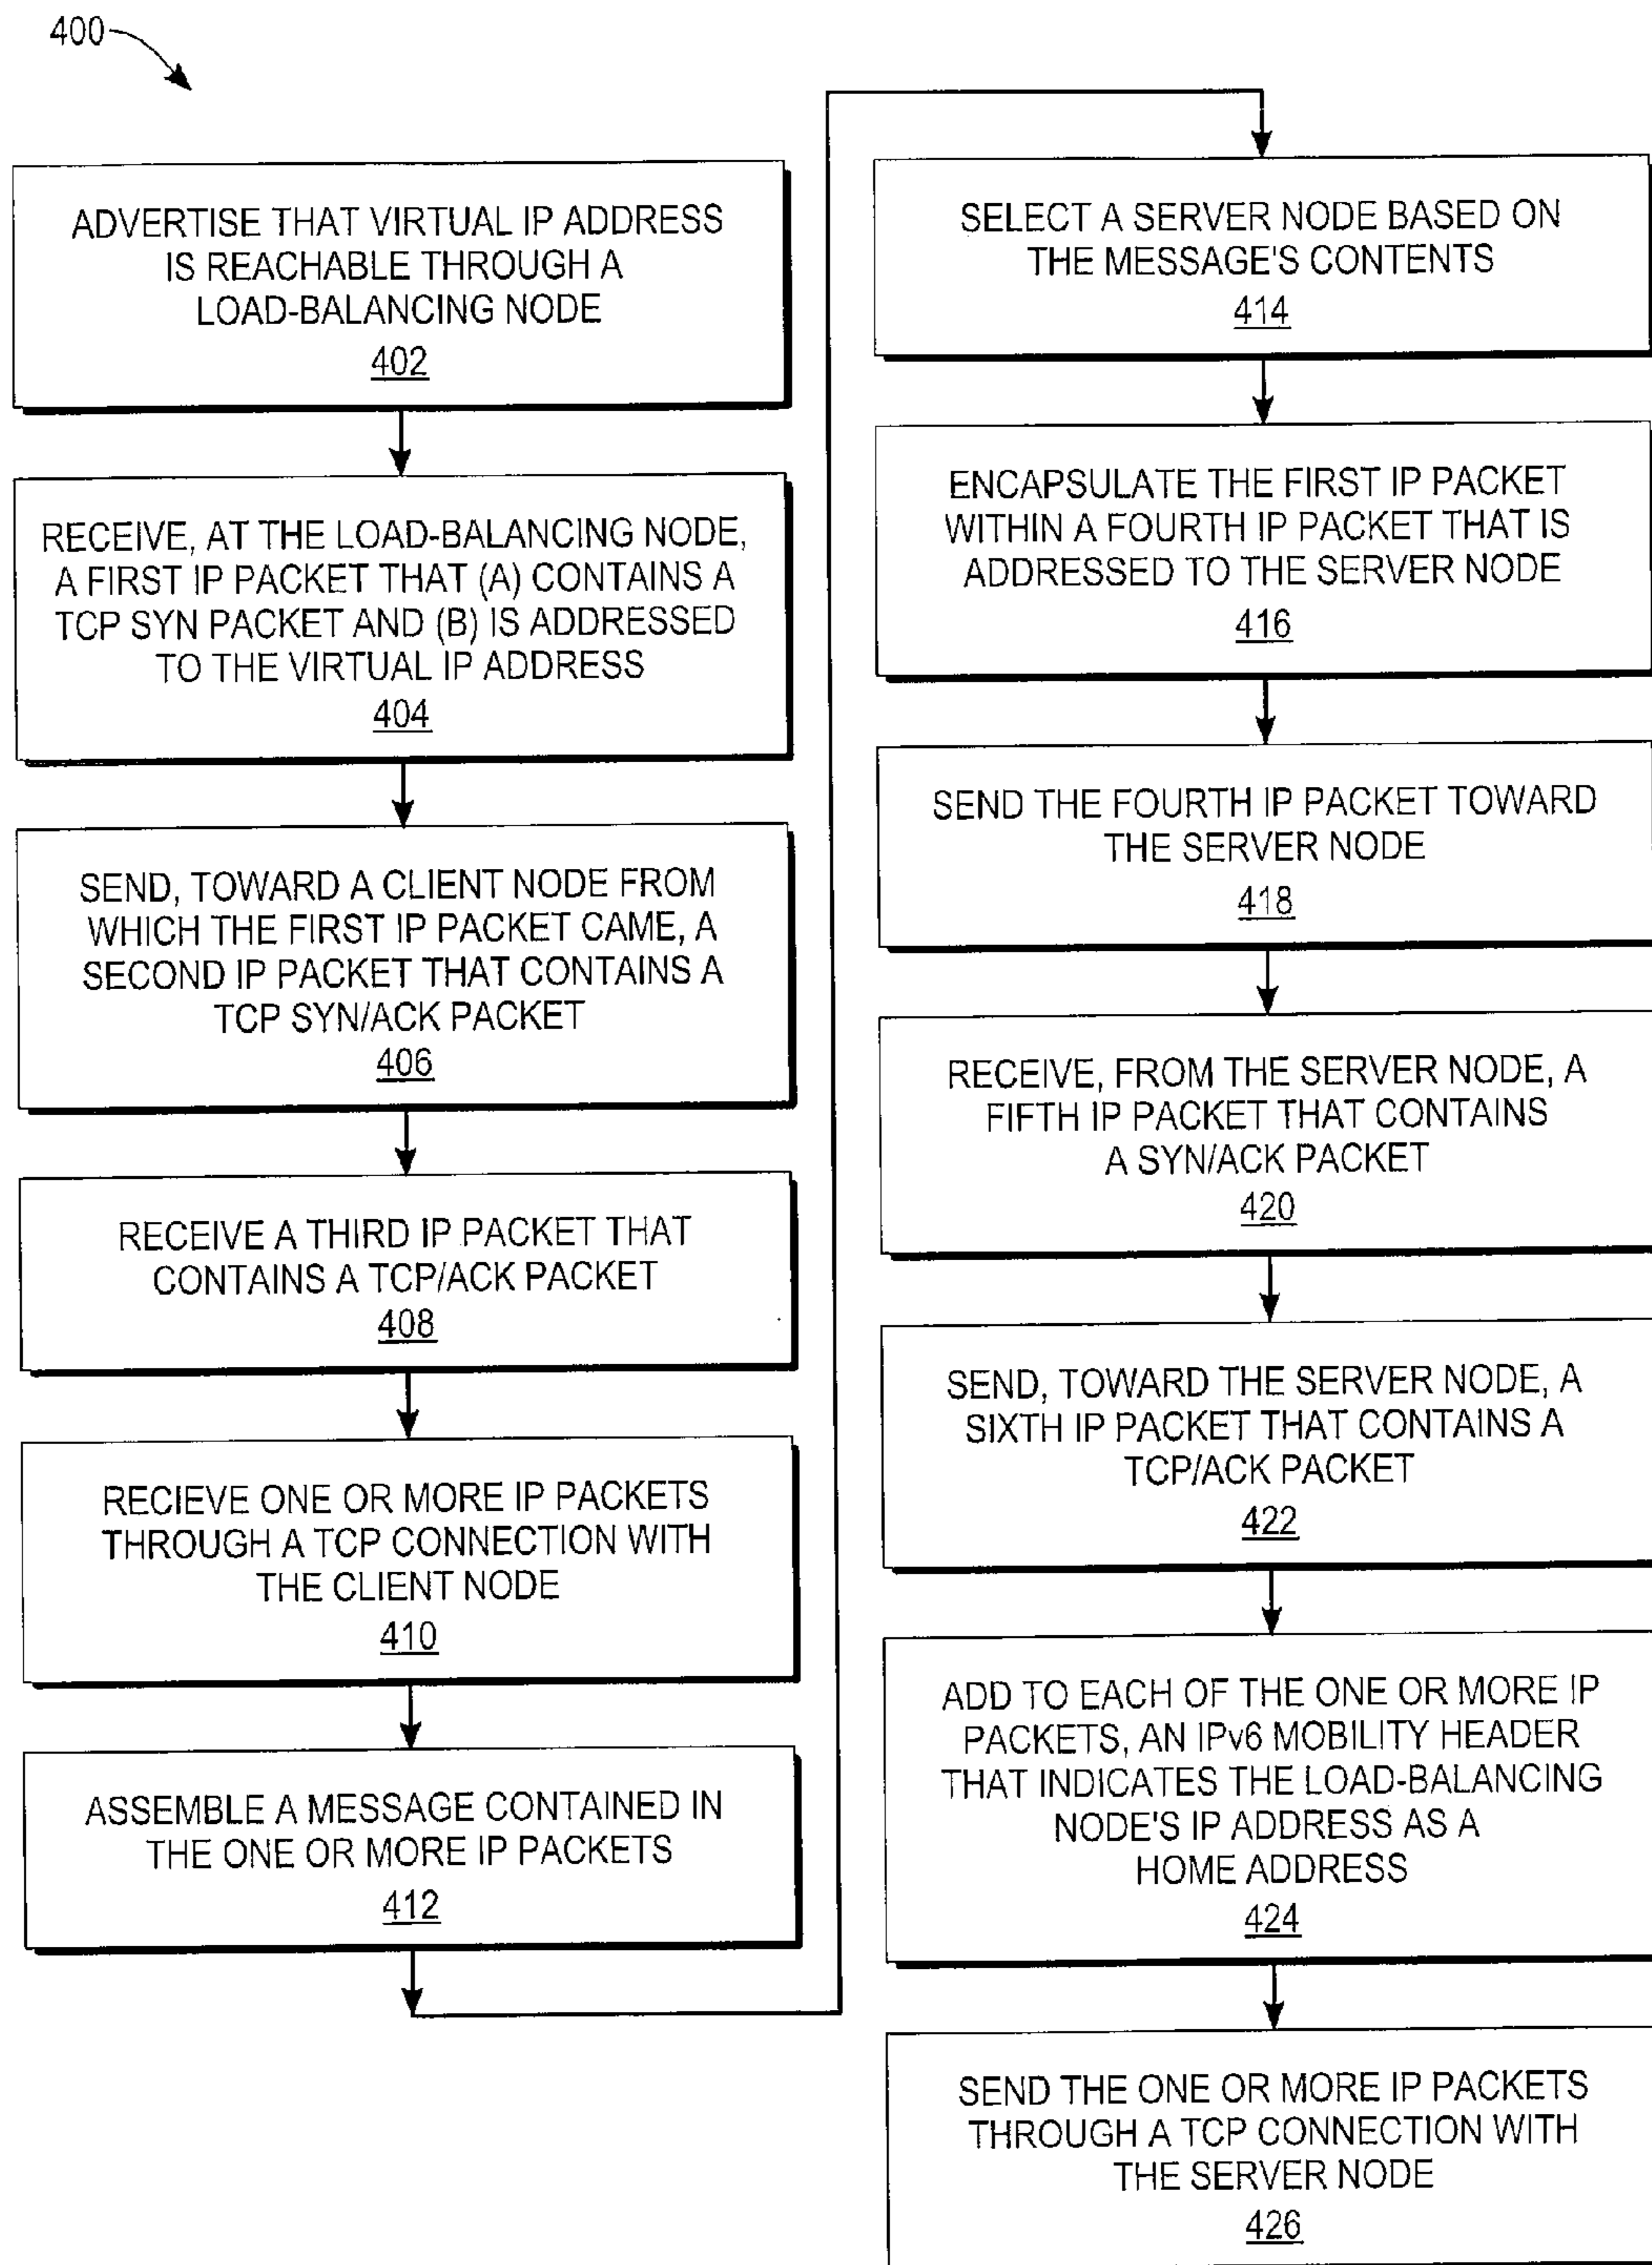 400
ADVERTISE THAT VIRTUAL IP ADDRESS
IS REACHABLE THROUGH A
LOAD-BALANCING NODE
402
RECEIVE, AT THE LOAD-BALANCING NODE,
A FIRST IP PACKET THAT (A) CONTAINS A
TCP SYN PACKET AND (B) IS ADDRESSED
TO THE VIRTUAL IP ADDRESS
404
SEND, TOWARD A CLIENT NODE FROM
WHICH THE FIRST IP PACKET CAME, A
SECOND IP PACKET THAT CONTAINS A
TCP SYN/ACK PACKET
406
RECEIVE A THIRD IP PACKET THAT
CONTAINS A TCP/ACK PACKET
408
RECIEVE ONE OR MORE IP PACKETS
THROUGH A TCP CONNECTION WITH
THE CLIENT NODE
410
ASSEMBLE A MESSAGE CONTAINED IN
THE ONE OR MORE IP PACKETS
412
SELECT A SERVER NODE BASED ON
THE MESSAGE'S CONTENTS
414
ENCAPSULATE THE FIRST IP PACKET
WITHIN A FOURTH IP PACKET THAT IS
ADDRESSED TO THE SERVER NODE
416
SEND THE FOURTH IP PACKET TOWARD
THE SERVER NODE
418
RECEIVE, FROM THE SERVER NODE, A
FIFTH IP PACKET THAT CONTAINS
A SYN/ACK PACKET
420
SEND, TOWARD THE SERVER NODE, A
SIXTH IP PACKET THAT CONTAINS A
TCP/ACK PACKET
422
ADD TO EACH OF THE ONE OR MORE IP
PACKETS, AN IPv6 MOBILITY HEADER
THAT INDICATES THE LOAD-BALANCING
NODE'S IP ADDRESS AS A
HOME ADDRESS
424
SEND THE ONE OR MORE IP PACKETS
THROUGH A TCP CONNECTION WITH
THE SERVER NODE
426